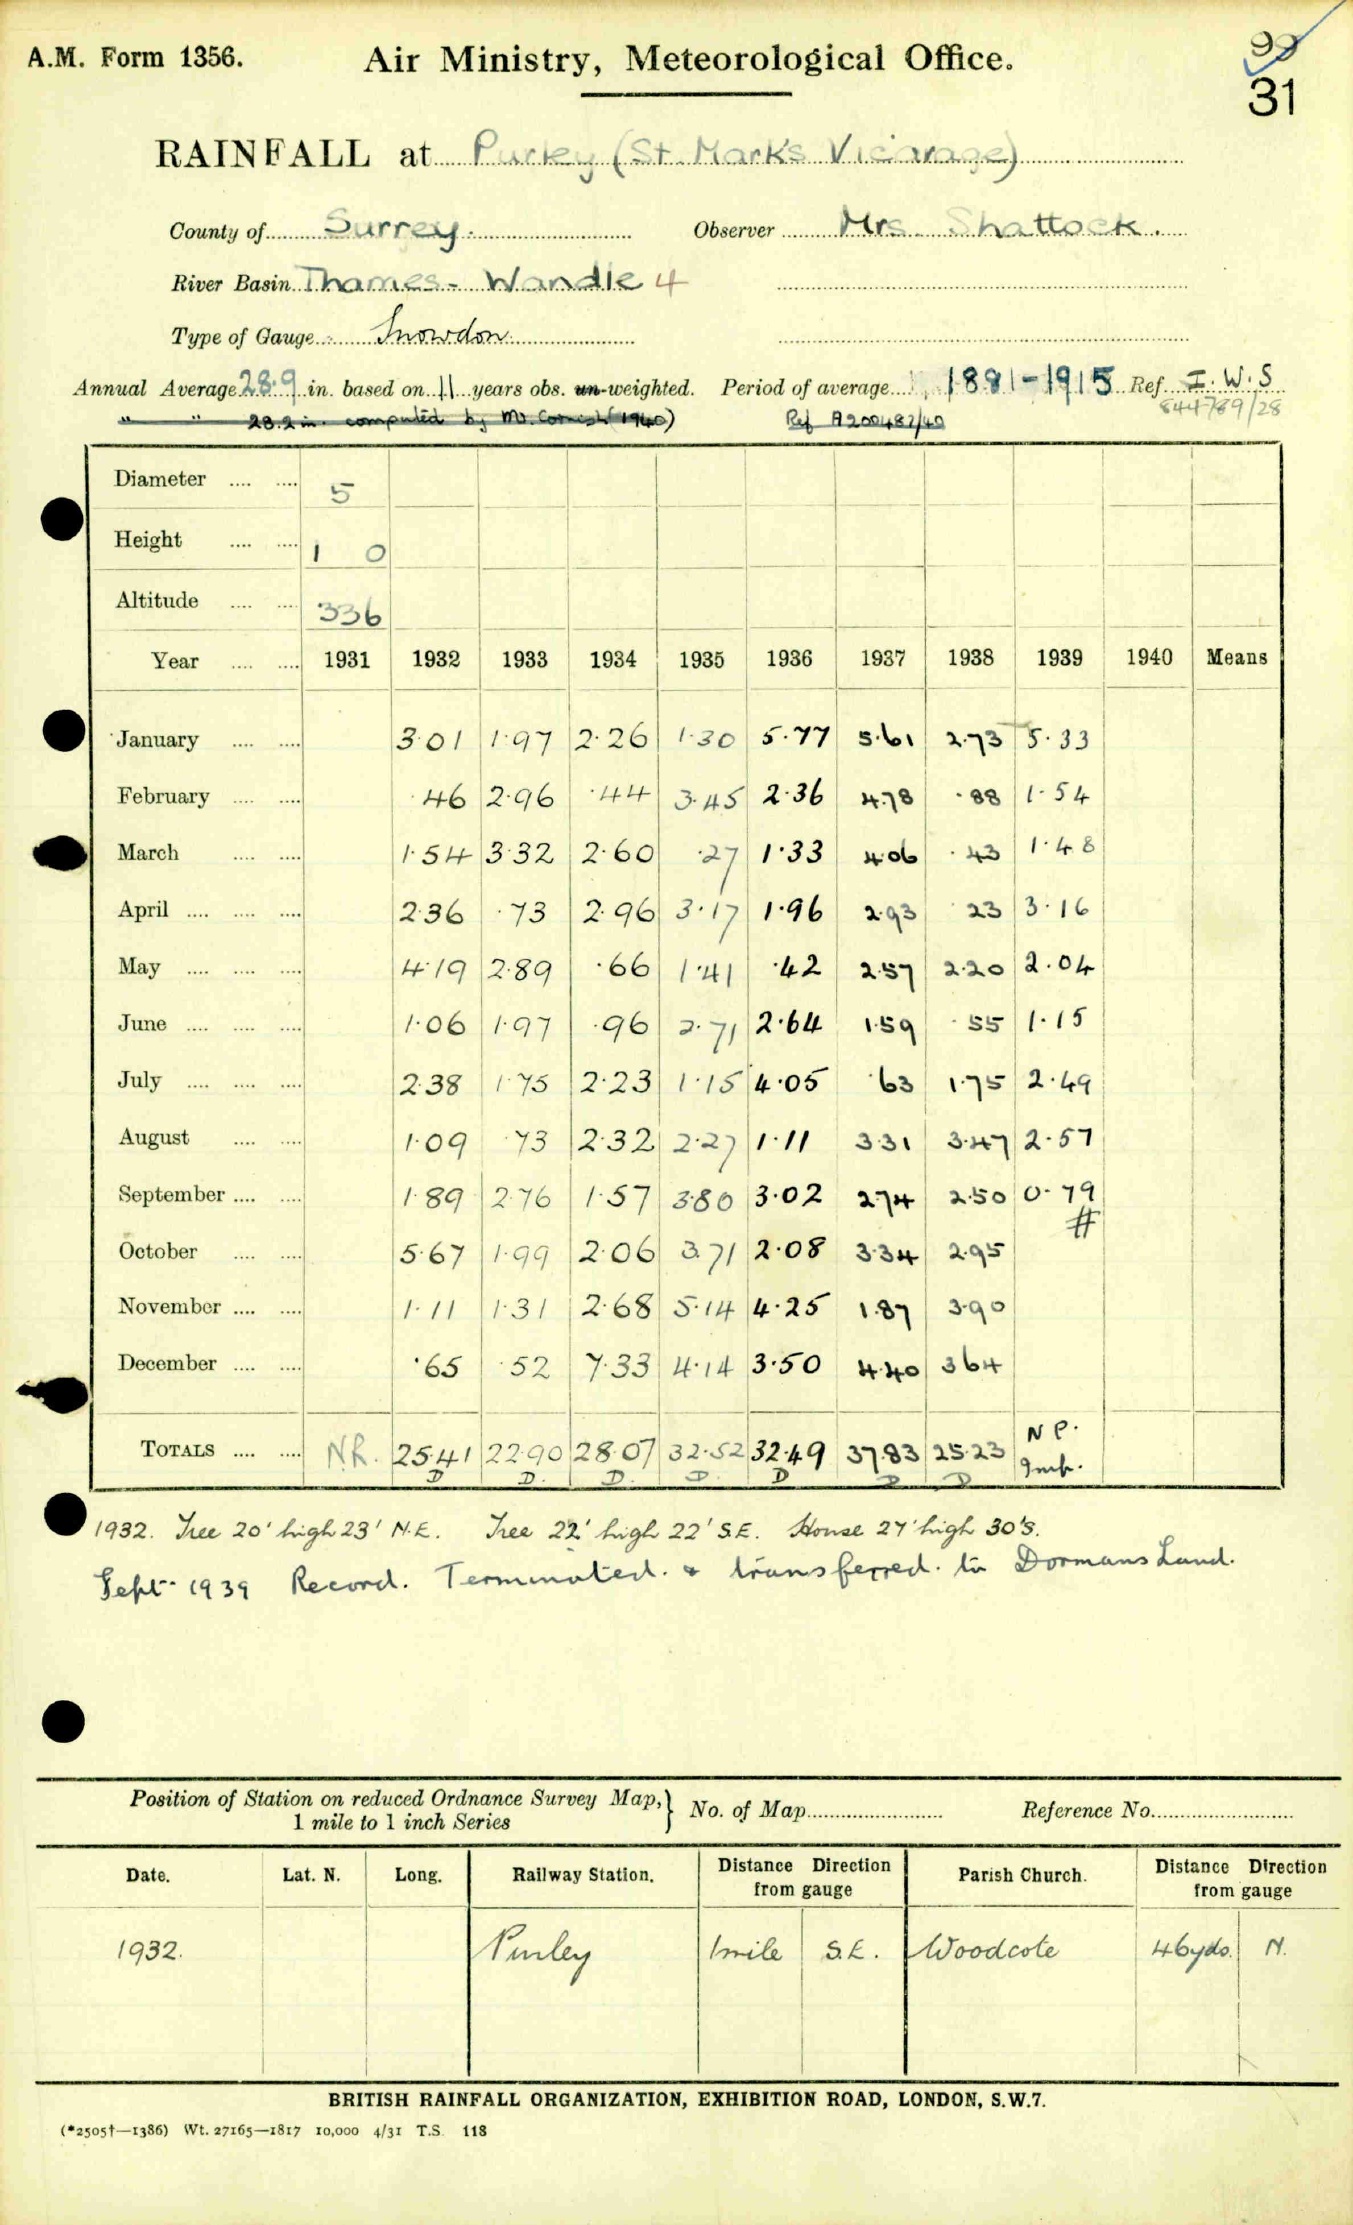 A.M. Form 1356. Air Ministry, Meteorological Office. 99
31
RAINFALL at Purley (St. Mark's Vicarage)
County of Surrey. Observer Mrs. Shattock.
River Basin Thames - Wandle 4
Type of Gauge Snowdon
Annual Average 28.9 in. based on 11 years obs. un-weighted. Period of average 1881-1915 Ref. I.W.S
844789/28
" " 28.2 in. computed by Mr. Cornish (1940) Ref A200482/40
Diameter .... .... 5
Height .... .... 1 0
Altitude .... .... 336
Year .... .... 1931 1932 1933 1934 1935 1936 1937 1938 1939 1940 Means
January .... .... 3.01 1.97 2.26 1.30 5.77 5.61 2.73 5.33
February .... .... .46 2.96 .44 3.45 2.36 4.78 .88 1.54
March .... .... 1.54 3.32 2.60 .27 1.33 4.06 .43 1.48
April .... .... .... 2.36 .73 2.96 3.17 1.96 2.93 .23 3.16
May .... .... .... 4.19 2.89 .66 1.41 .42 2.57 2.20 2.04
June .... .... .... 1.06 1.97 .96 2.71 2.64 1.59 .55 1.15
July .... .... .... 2.38 1.75 2.23 1.15 4.05 .63 1.75 2.49
August .... .... 1.09 .73 2.32 2.27 1.11 3.31 3.47 2.57
September .... .... 1.89 2.76 1.57 3.80 3.02 2.74 2.50 0.79
#
October .... .... 5.67 1.99 2.06 3.71 2.08 3.34 2.95
November .... .... 1.11 1.31 2.68 5.14 4.25 1.87 3.90
December .... .... .65 .52 7.33 4.14 3.50 4.40 3.64
TOTALS .... .... N.R. 25.41 22.90 28.07 32.52 32.49 37.83 25.23 N P. Imp.
D D. D. D. D D D
1932. Tree 20' high 23' N.E. Tree 22' high 22' S.E. House 27' high 30' S.
Sept. 1939 Record. Terminated. & transferred. to Dormans Land.
Position of Station on reduced Ordnance Survey Map, } No. of Map Reference No.
1 mile to 1 inch Series
Date. Lat. N. Long. Railway Station. Distance Direction from gauge Parish Church. Distance Direction from gauge
1932. Purley 1 mile S.E. Woodcote 46 yds. N.
BRITISH RAINFALL ORGANIZATION, EXHIBITION ROAD, LONDON, S.W.7.
(*2505†—1386) Wt. 27165—1817 10,000 4/31 T.S. 118